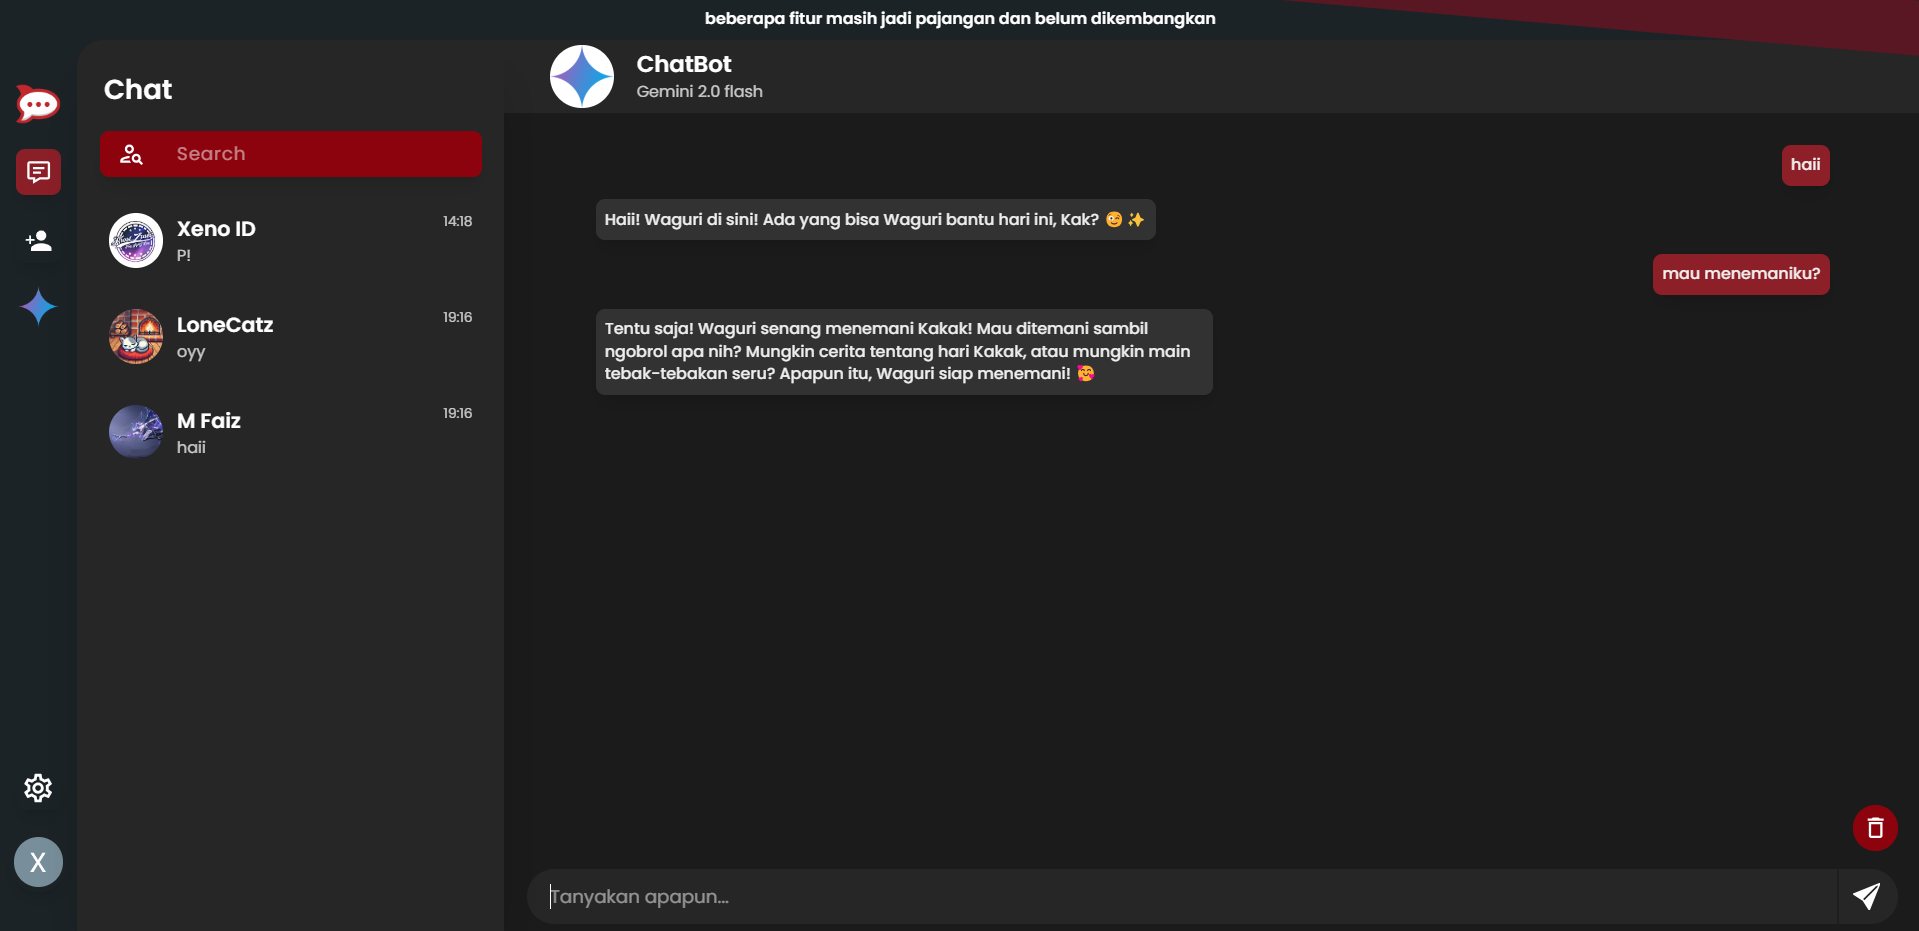 beberapa fitur masih jadi pajangan dan belum dikembangkan
Chat
Search
Xeno ID
14:18
P!
LoneCatz
19:16
oyy
M Faiz
19:16
haii
X
ChatBot
Gemini 2.0 flash
haii
Haii! Waguri di sini! Ada yang bisa Waguri bantu hari ini, Kak? 😊✨
mau menemaniku?
Tentu saja! Waguri senang menemani Kakak! Mau ditemani sambil
ngobrol apa nih? Mungkin cerita tentang hari Kakak, atau mungkin main
tebak-tebakan seru? Apapun itu, Waguri siap menemani! 🥰
Tanyakan apapun...